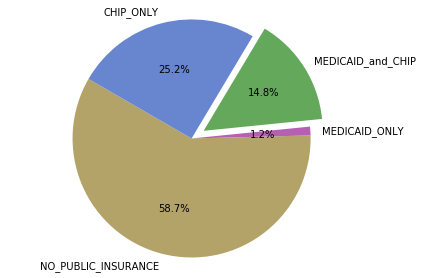 CHIP_ONLY
25.2%
MEDICAID_and_CHIP
14.8%
MEDICAID_ONLY
1.2%
58.7%
NO_PUBLIC_INSURANCE